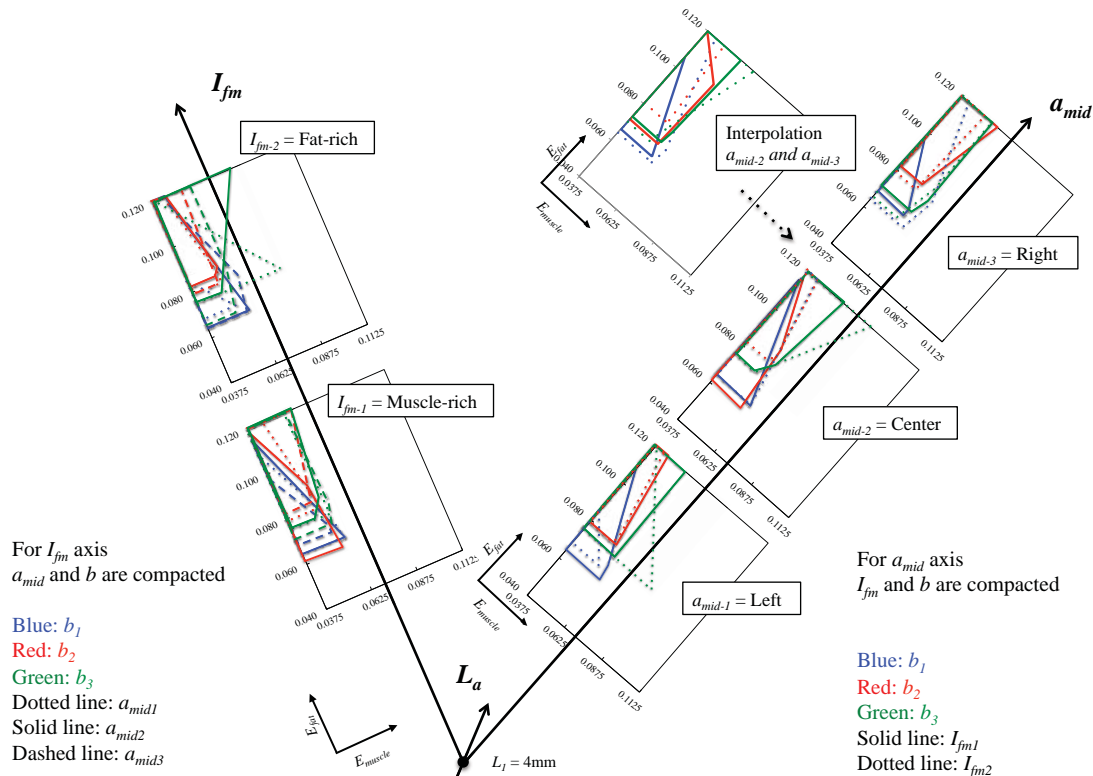 I_fm
I_fm-2 = Fat-rich
0.120
0.100
0.080
0.060
0.040
0.0375
0.0625
0.0875
0.1125
I_fm-1 = Muscle-rich
0.120
0.100
0.080
0.060
0.040
0.0375
0.0625
0.0875
0.112
For I_fm axis
a_mid and b are compacted
Blue: b_1
Red: b_2
Green: b_3
Dotted line: a_mid1
Solid line: a_mid2
Dashed line: a_mid3
E_fat
E_muscle
L_a
L_1 = 4mm
a_mid
0.120
0.100
0.080
0.060
0.040
0.0375
0.0625
0.0875
0.1125
E_fat
E_muscle
Interpolation
a_mid-2 and a_mid-3
0.120
0.100
0.080
0.060
0.040
0.0375
0.0625
0.0875
0.1125
a_mid-3 = Right
0.120
0.100
0.080
0.060
0.040
0.0375
0.0625
0.0875
0.1125
a_mid-2 = Center
0.120
0.100
0.080
0.060
0.040
0.0375
0.0625
0.0875
0.1125
a_mid-1 = Left
E_fat
E_muscle
For a_mid axis
I_fm and b are compacted
Blue: b_1
Red: b_2
Green: b_3
Solid line: I_fm1
Dotted line: I_fm2